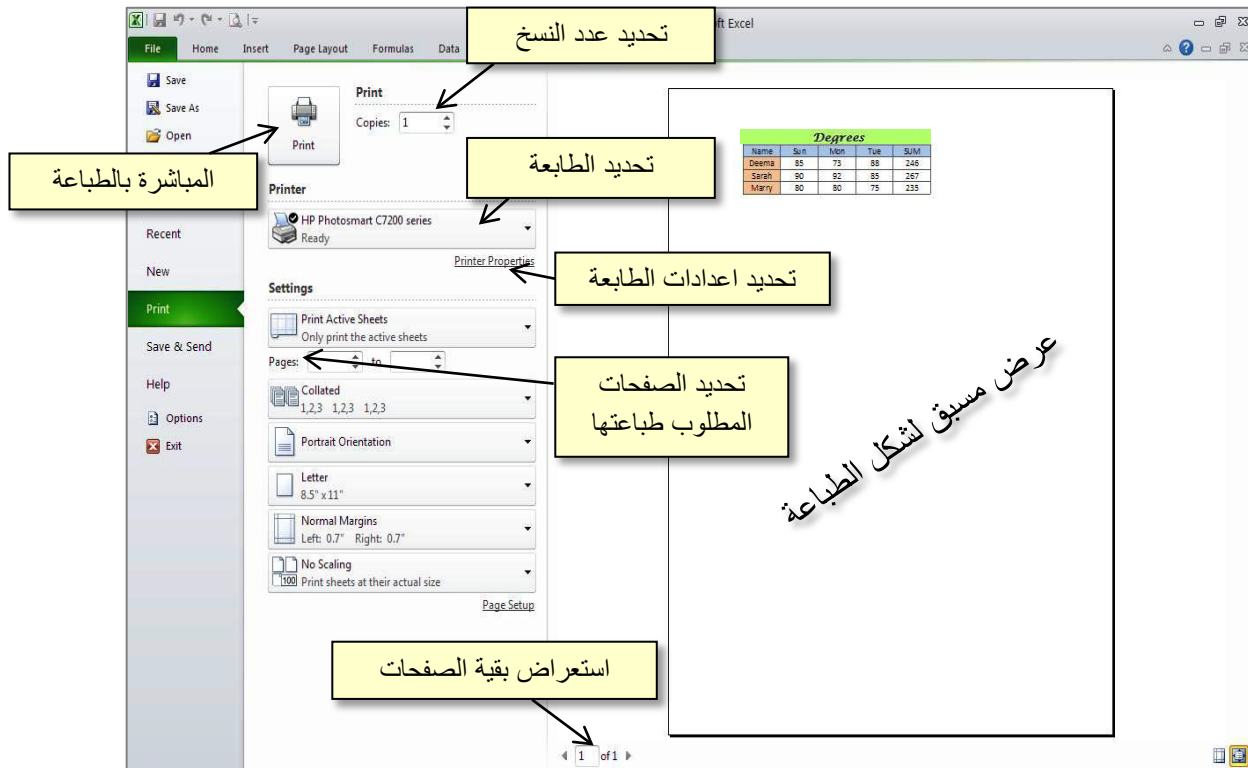 ft Excel
File Home Insert Page Layout Formulas Data
تحديد عدد النسخ
Save
Save As
Open
Recent
New
Print
Save & Send
Help
Options
Exit
المباشرة بالطباعة
Print
Print
Copies: 1
تحديد الطابعة
Printer
HP Photosmart C7200 series
Ready
Printer Properties
تحديد اعدادات الطابعة
Settings
Print Active Sheets
Only print the active sheets
Pages: to
تحديد الصفحات
المطلوب طباعتها
Collated
1,2,3 1,2,3 1,2,3
Portrait Orientation
Letter
8.5" x 11"
Normal Margins
Left: 0.7" Right: 0.7"
No Scaling
100 Print sheets at their actual size
Page Setup
استعراض بقية الصفحات
1 of 1
Degrees
Name Sun Mon Tue SUM
Deema 85 73 88 246
Sarah 90 92 85 267
Marry 80 80 75 235
عرض مسبق لشكل الطباعة